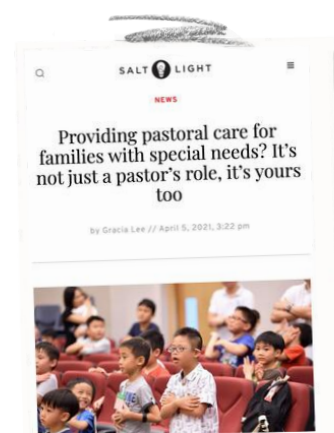 SALT LIGHT
NEWS
Providing pastoral care for
families with special needs? It's
not just a pastor's role, it's yours
too
by Gracia Lee // April 5, 2021, 3:22 pm